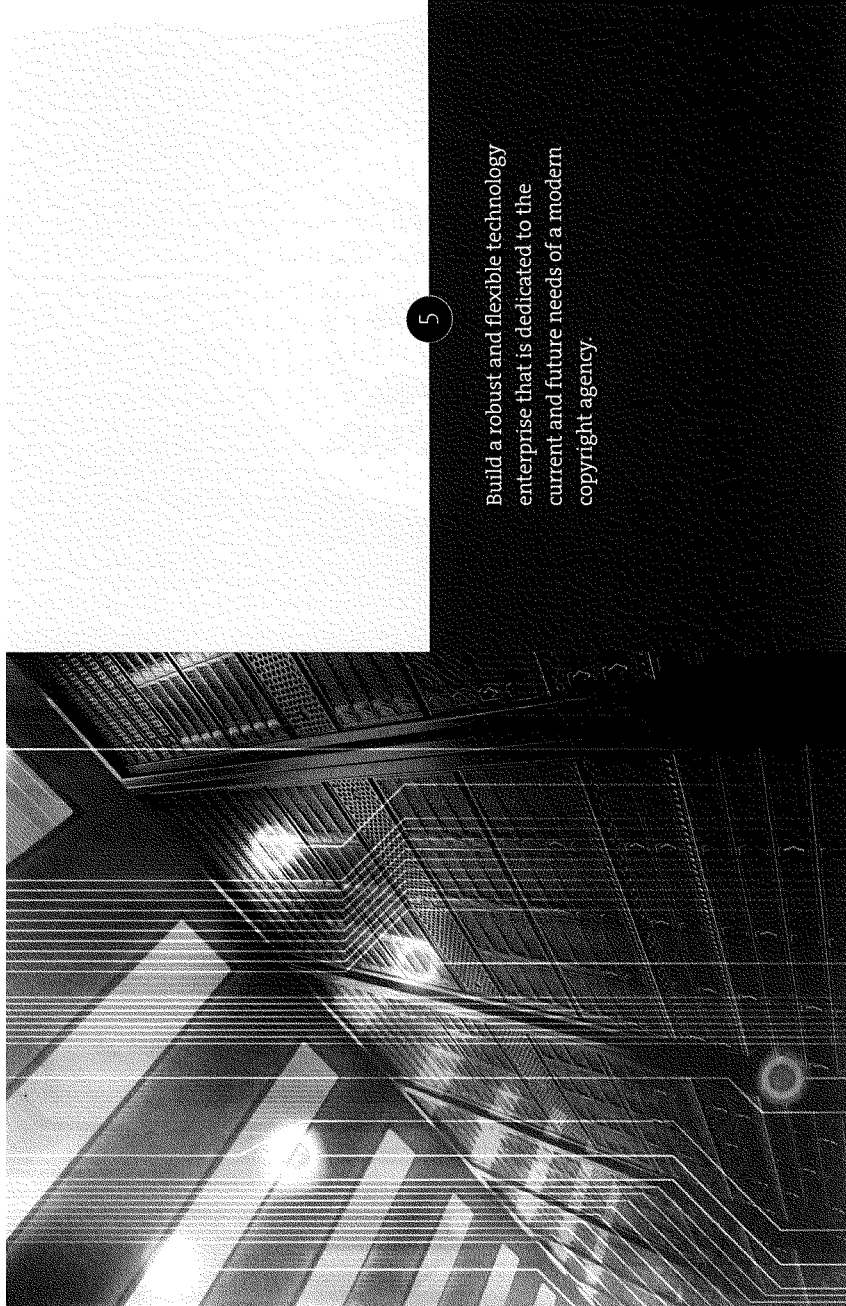 5
Build a robust and flexible technology
enterprise that is dedicated to the
current and future needs of a modern
copyright agency.